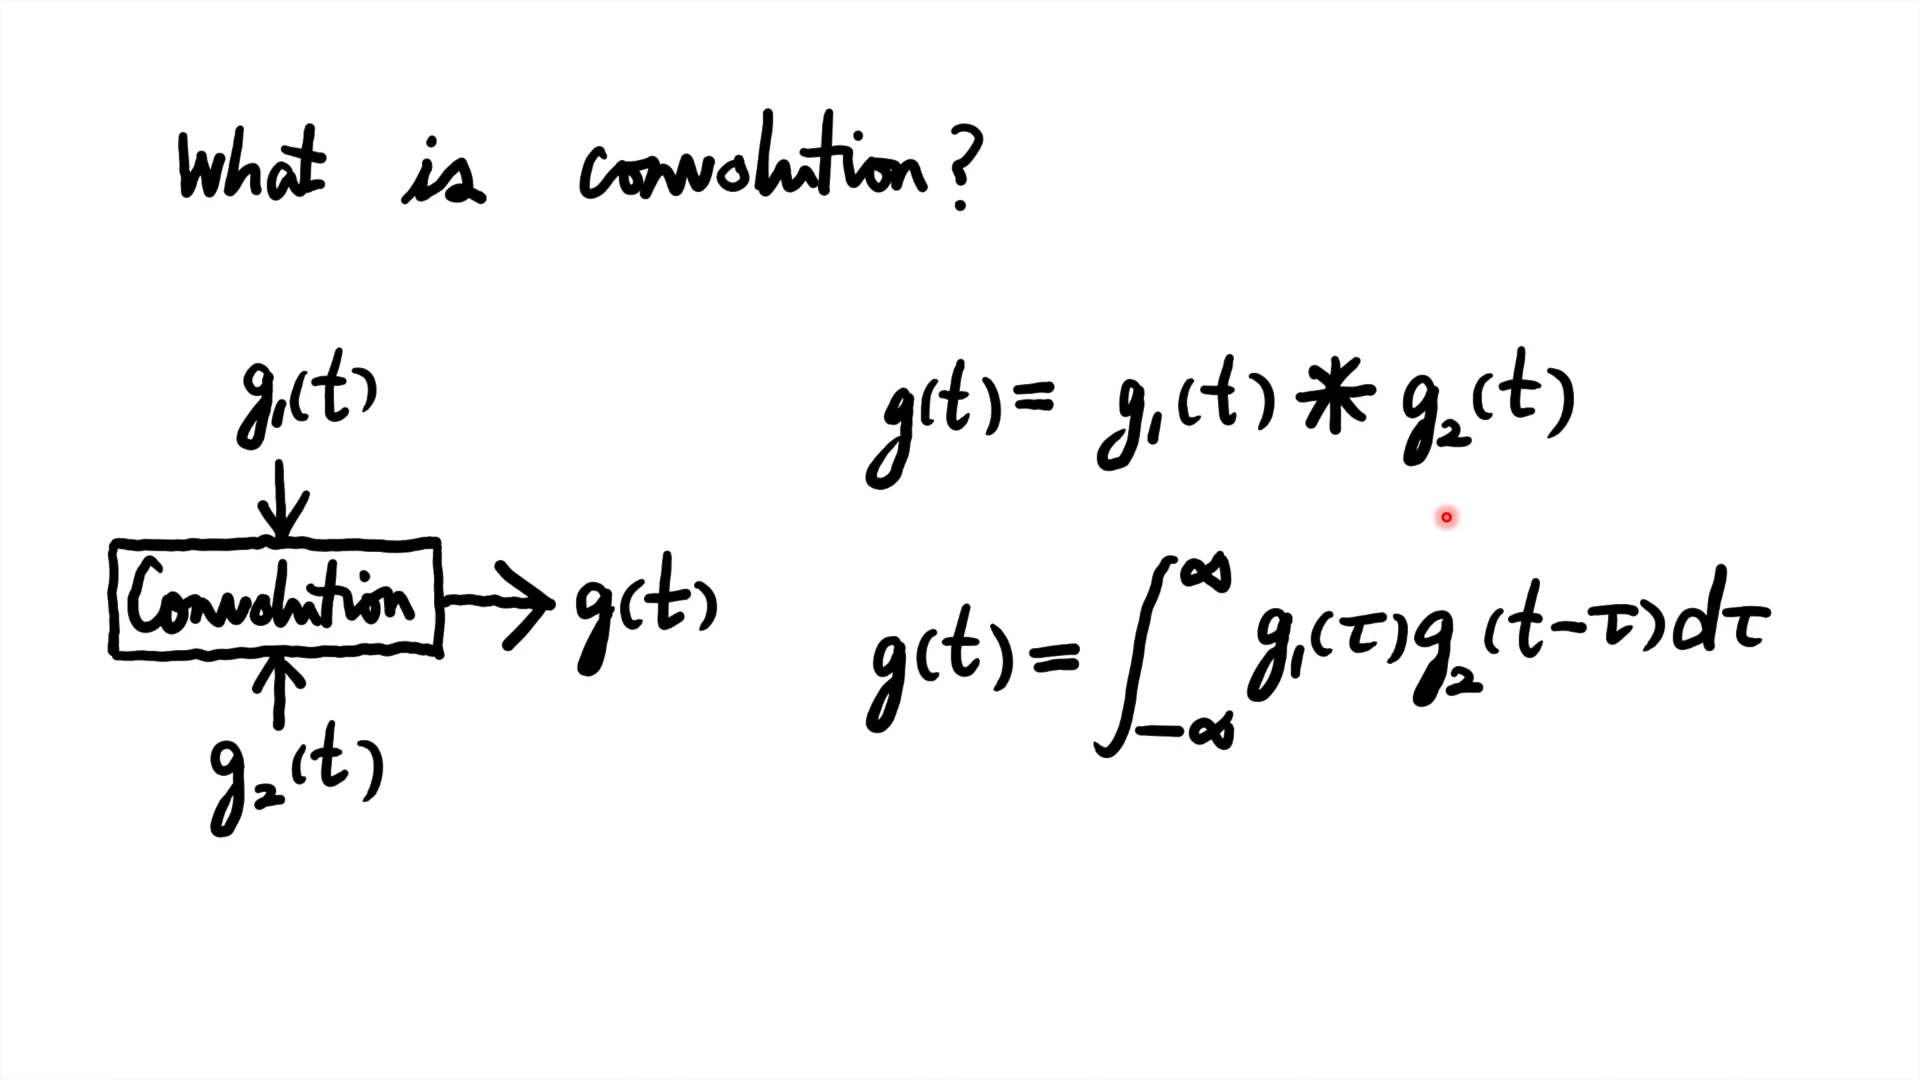 What is convolution?
g₁(t)
Convolution
g(t)
g₂(t)
g(t) = g₁(t) * g₂(t)
g(t) = ∫_{-∞}^{∞} g₁(τ)g₂(t-τ)dτ